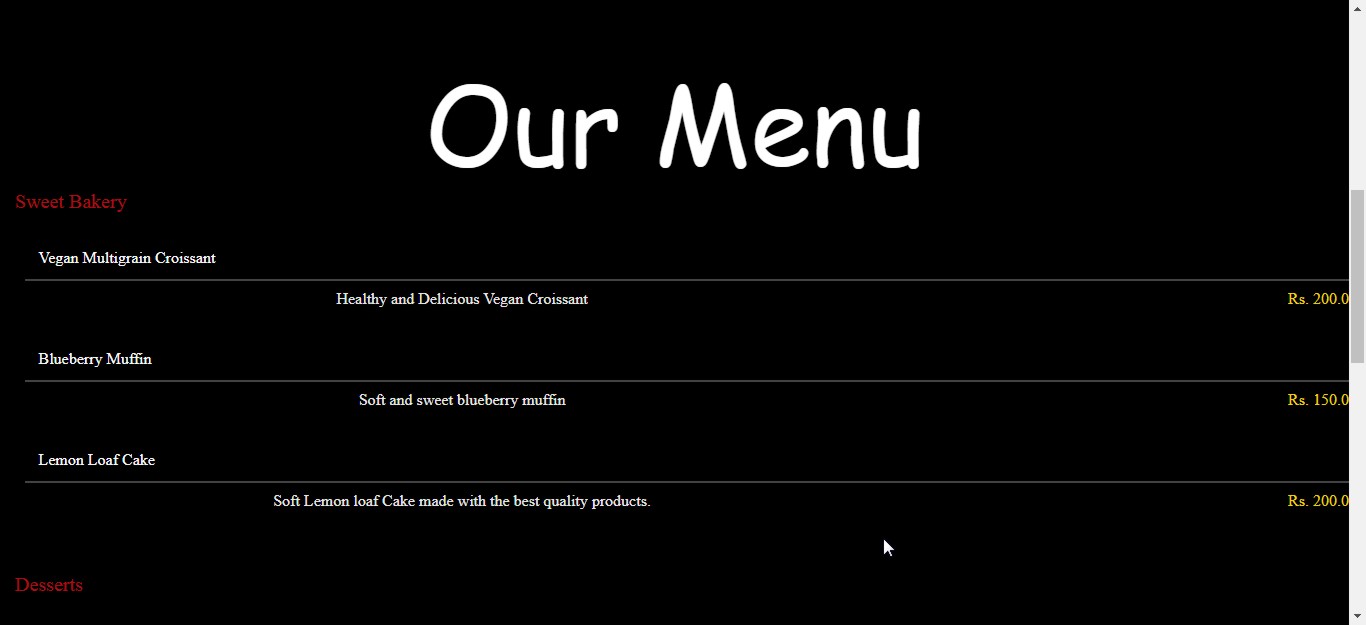 Our Menu
Sweet Bakery
Vegan Multigrain Croissant
Healthy and Delicious Vegan Croissant Rs. 200.0
Blueberry Muffin
Soft and sweet blueberry muffin Rs. 150.0
Lemon Loaf Cake
Soft Lemon loaf Cake made with the best quality products. Rs. 200.0
Desserts